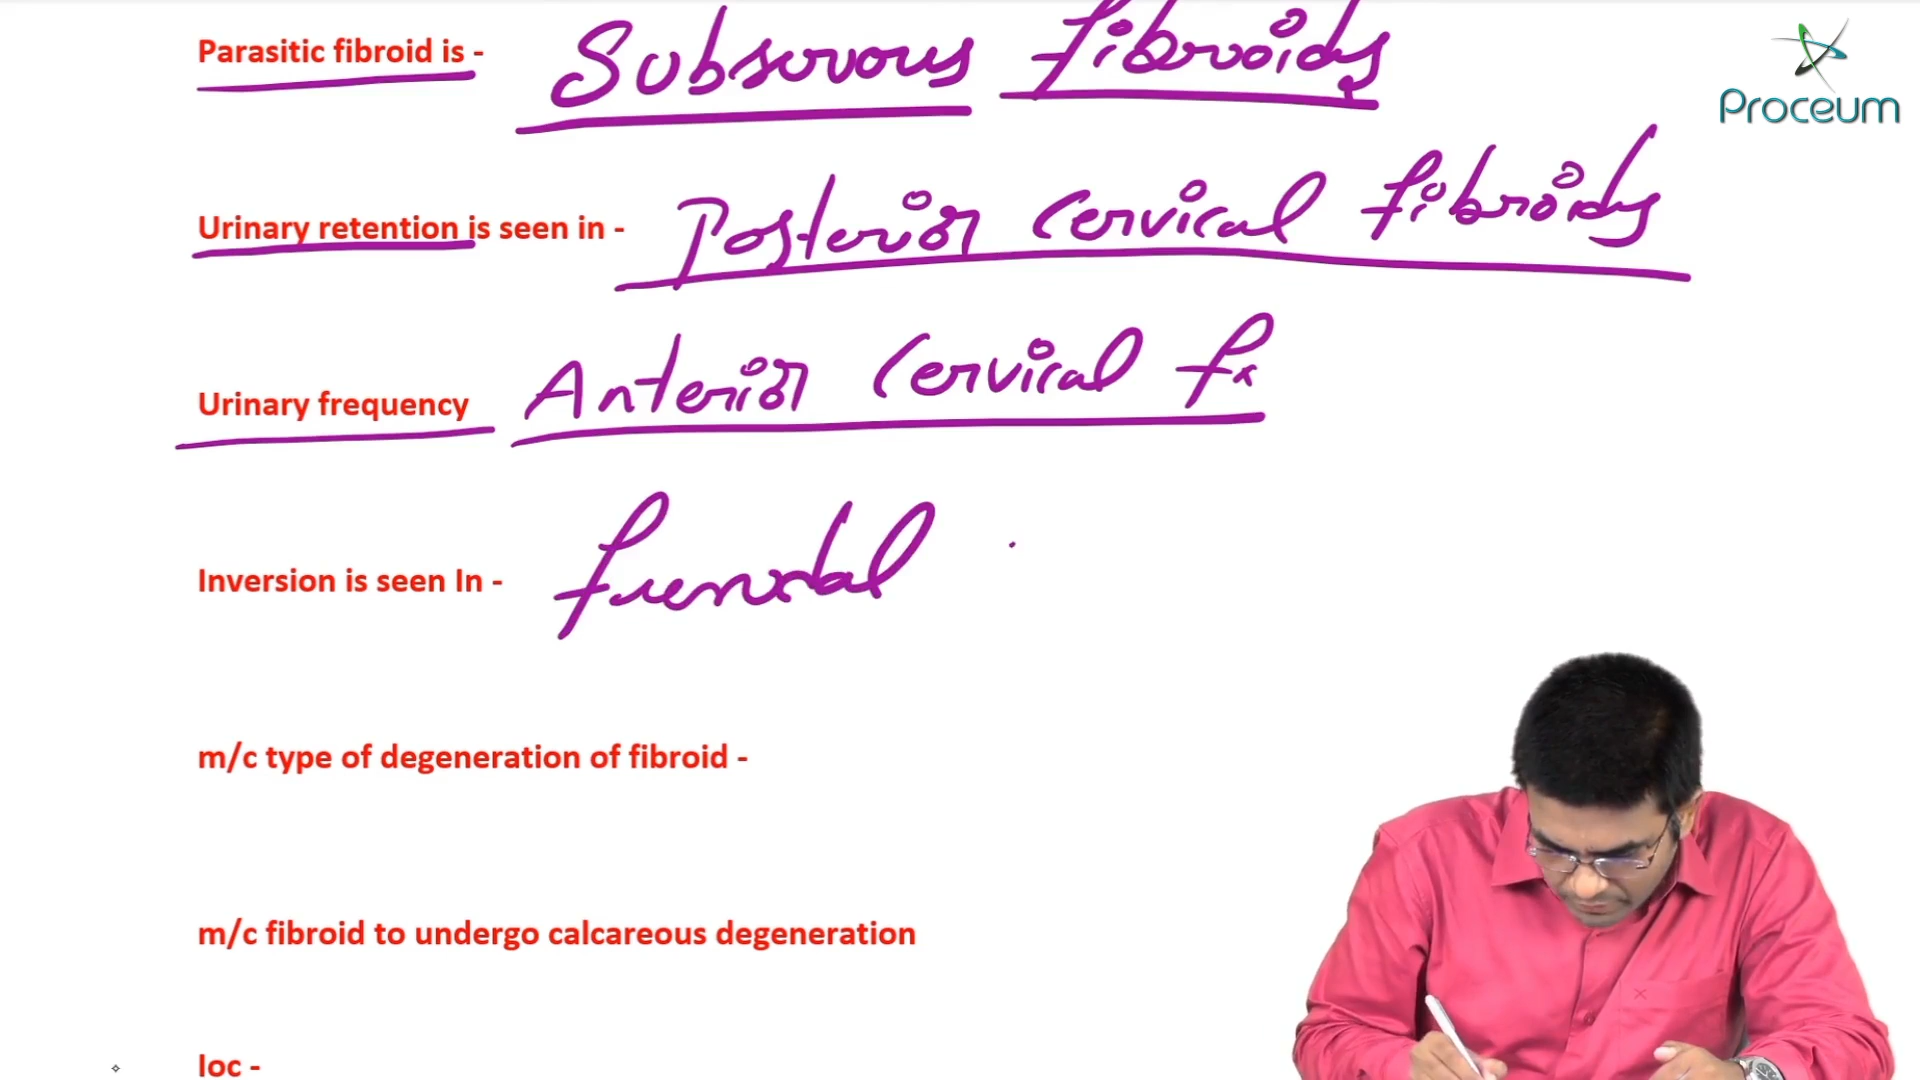 Parasitic fibroid is - Subserous fibroids
Proceum
Urinary retention is seen in - Posterior Cervical fibroids
Urinary frequency Anterior Cervical fx
Inversion is seen In -
m/c type of degeneration of fibroid -
m/c fibroid to undergo calcareous degeneration
loc -